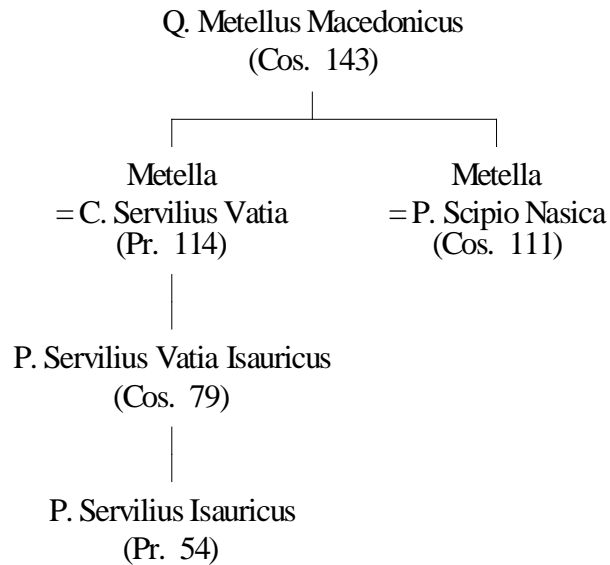 Q. Metellus Macedonicus
(Cos. 143)
Metella
= C. Servilius Vatia
(Pr. 114)
Metella
= P. Scipio Nasica
(Cos. 111)
P. Servilius Vatia Isauricus
(Cos. 79)
P. Servilius Isauricus
(Pr. 54)